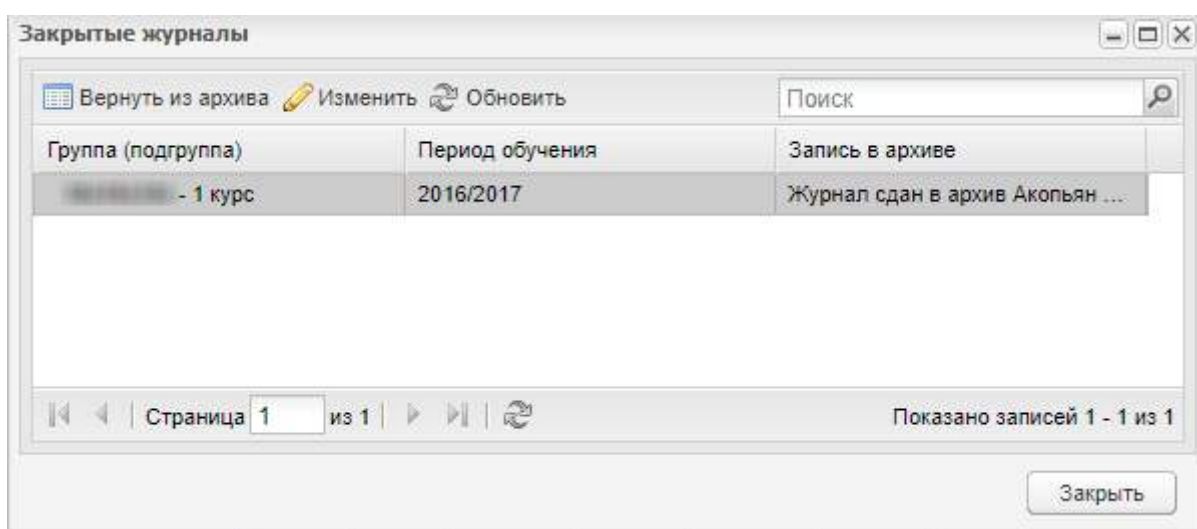 Закрытые журналы
Вернуть из архива Изменить Обновить Поиск
Группа (подгруппа) Период обучения Запись в архиве
- 1 курс 2016/2017 Журнал сдан в архив Акопьян ...
Страница 1 из 1 Показано записей 1 - 1 из 1
Закрыть